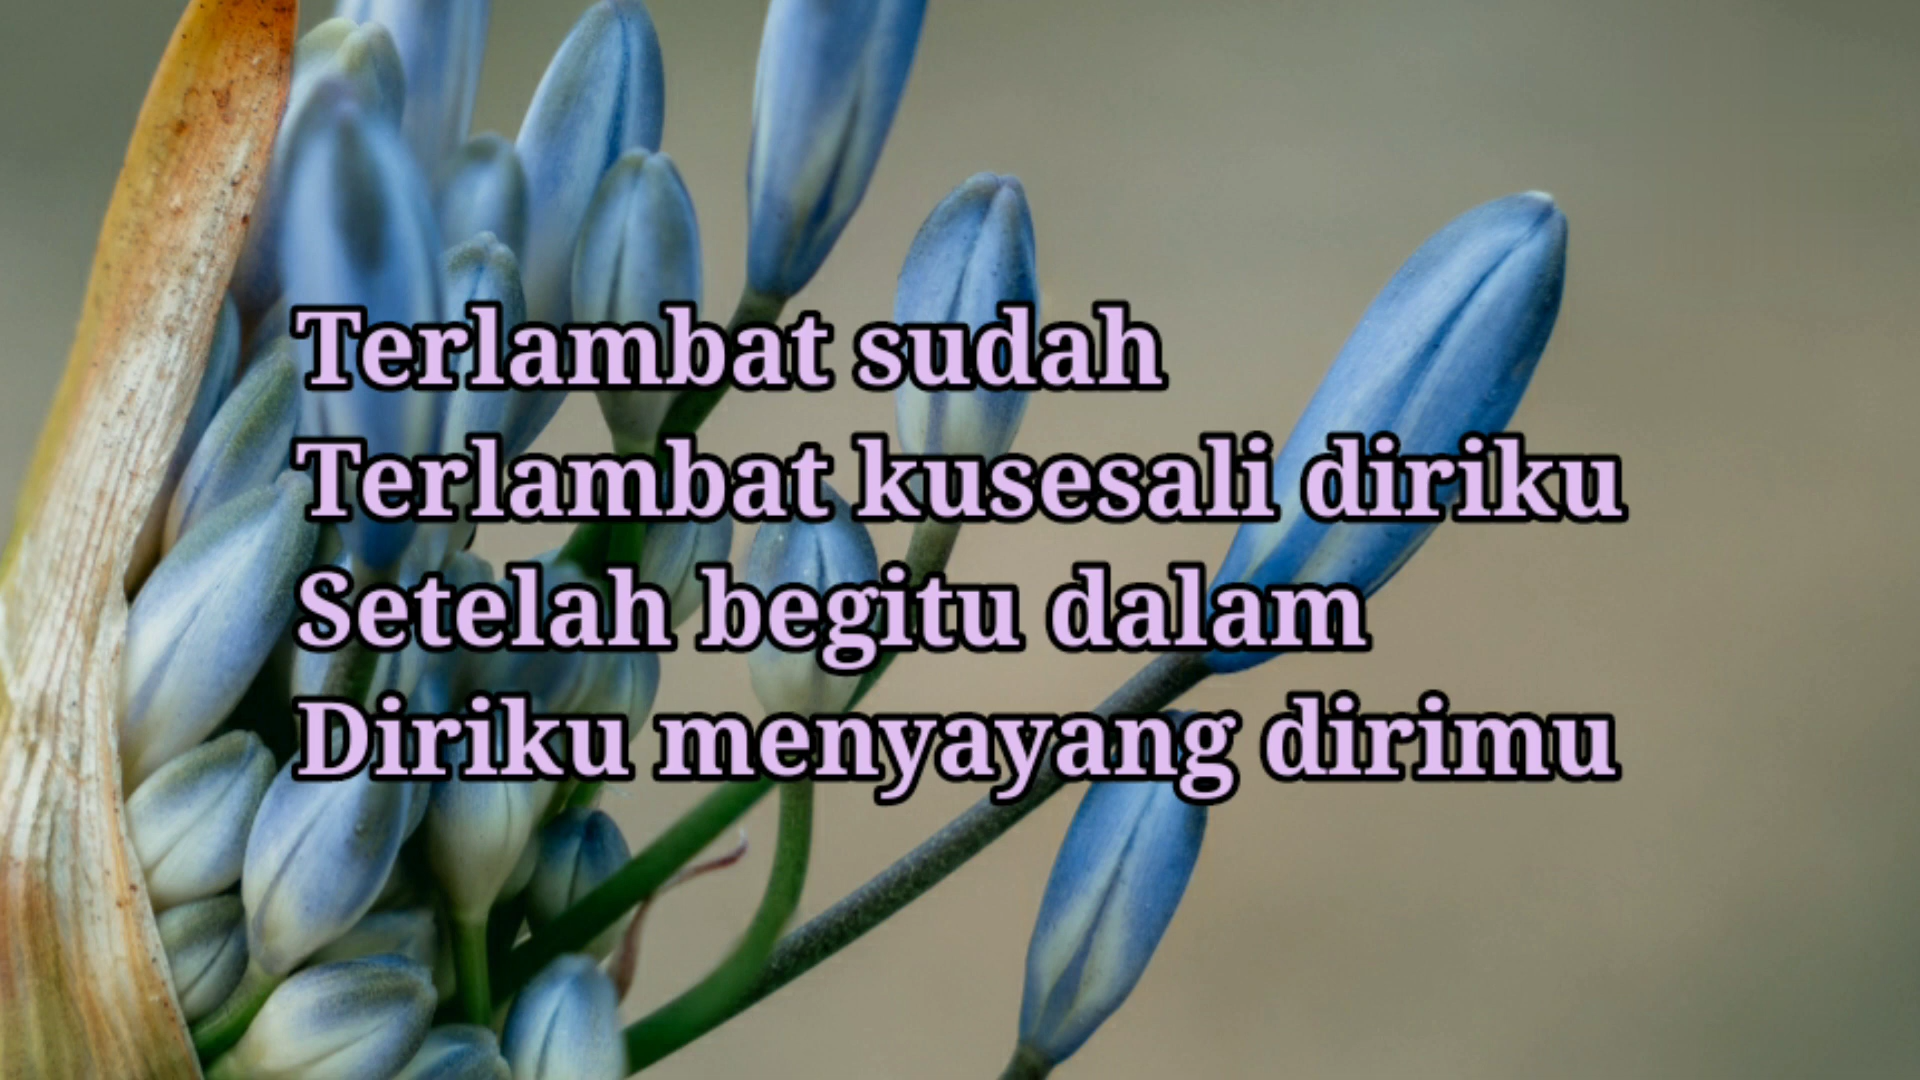 Terlambat sudah
Terlambat kusesali diriku
Setelah begitu dalam
Diriku menyayang dirimu